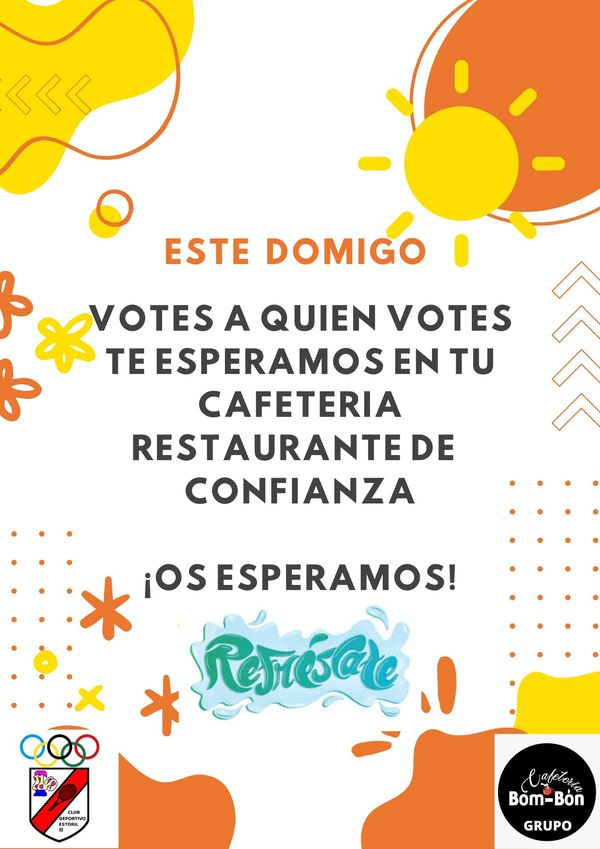 ESTE DOMIGO
VOTES A QUIEN VOTES
TE ESPERAMOS EN TU
CAFETERIA
RESTAURANTE DE
CONFIANZA
¡OS ESPERAMOS!
Refréscate
CLUB
DEPORTIVO
ESTORIL
II
Cafetería
Bom-Bón
GRUPO